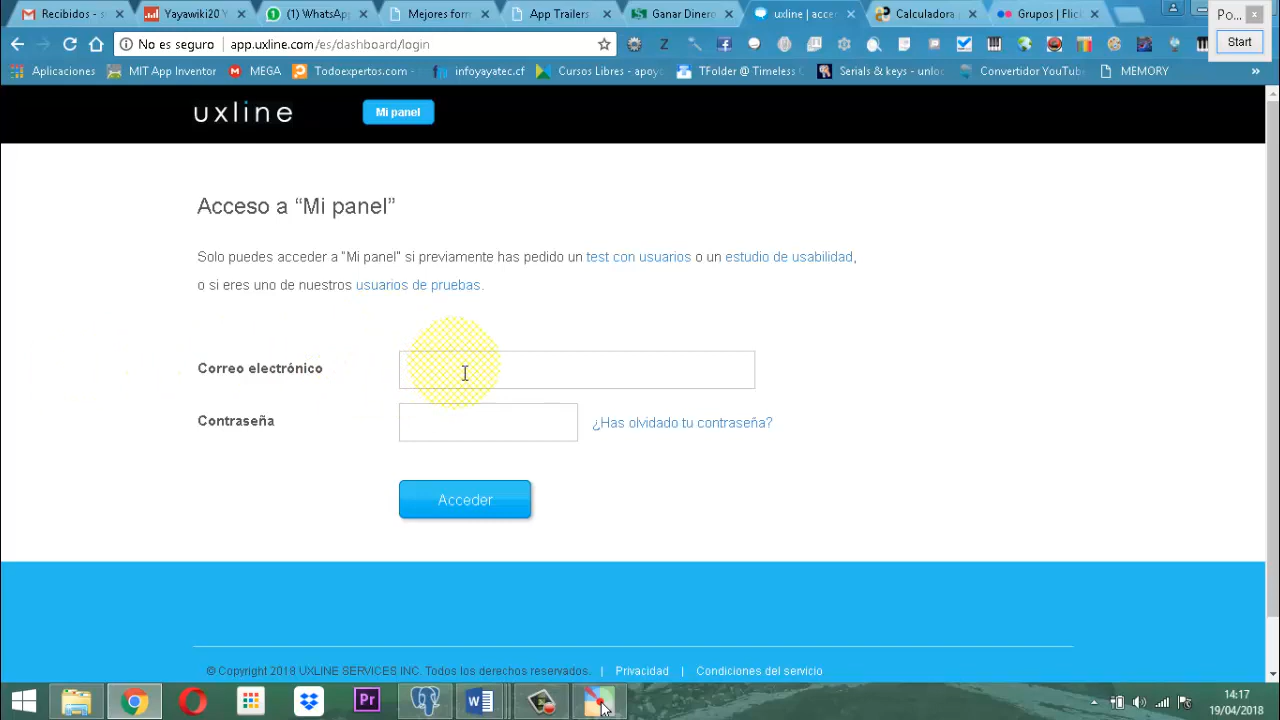 Recibidos - s
Yayawiki20 Y
(1) WhatsA
Mejores form
App Trailers
Ganar Dinero
uxline | acce
Calculadora
Grupos | Flick
Po...
Start
No es seguro
app.uxline.com/es/dashboard/login
Aplicaciones
MIT App Inventor
MEGA
Todoexpertos.com -
infoyayatec.cf
Cursos Libres - apoy
TFolder @ Timeless
Serials & keys - unlo
Convertidor YouTub
MEMORY
»
uxline
Mi panel
Acceso a “Mi panel”
Solo puedes acceder a "Mi panel" si previamente has pedido un test con usuarios o un estudio de usabilidad,
o si eres uno de nuestros usuarios de pruebas.
Correo electrónico
Contraseña
¿Has olvidado tu contraseña?
Acceder
© Copyright 2018 UXLINE SERVICES INC. Todos los derechos reservados. | Privacidad | Condiciones del servicio
Pr
14:17
19/04/2018